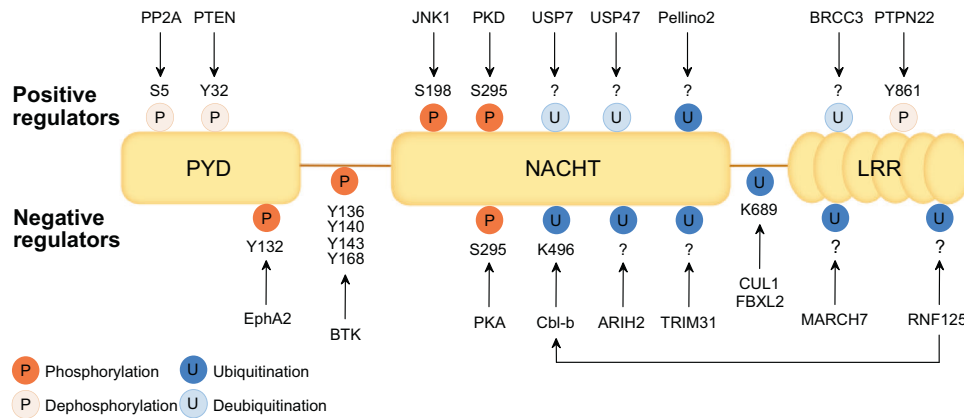 PP2A PTEN JNK1 PKD USP7 USP47 Pellino2 BRCC3 PTPN22
Positive regulators
S5 Y32 S198 S295 ? ? ? ? Y861
P P P P U U U U P
PYD NACHT LRR
Negative regulators
P P P U U U U U U
Y132 Y136 S295 K496 ? ? K689 ? ?
Y140
Y143
Y168
EphA2 BTK PKA Cbl-b ARIH2 TRIM31 CUL1 MARCH7 RNF125
FBXL2
P Phosphorylation U Ubiquitination
P Dephosphorylation U Deubiquitination